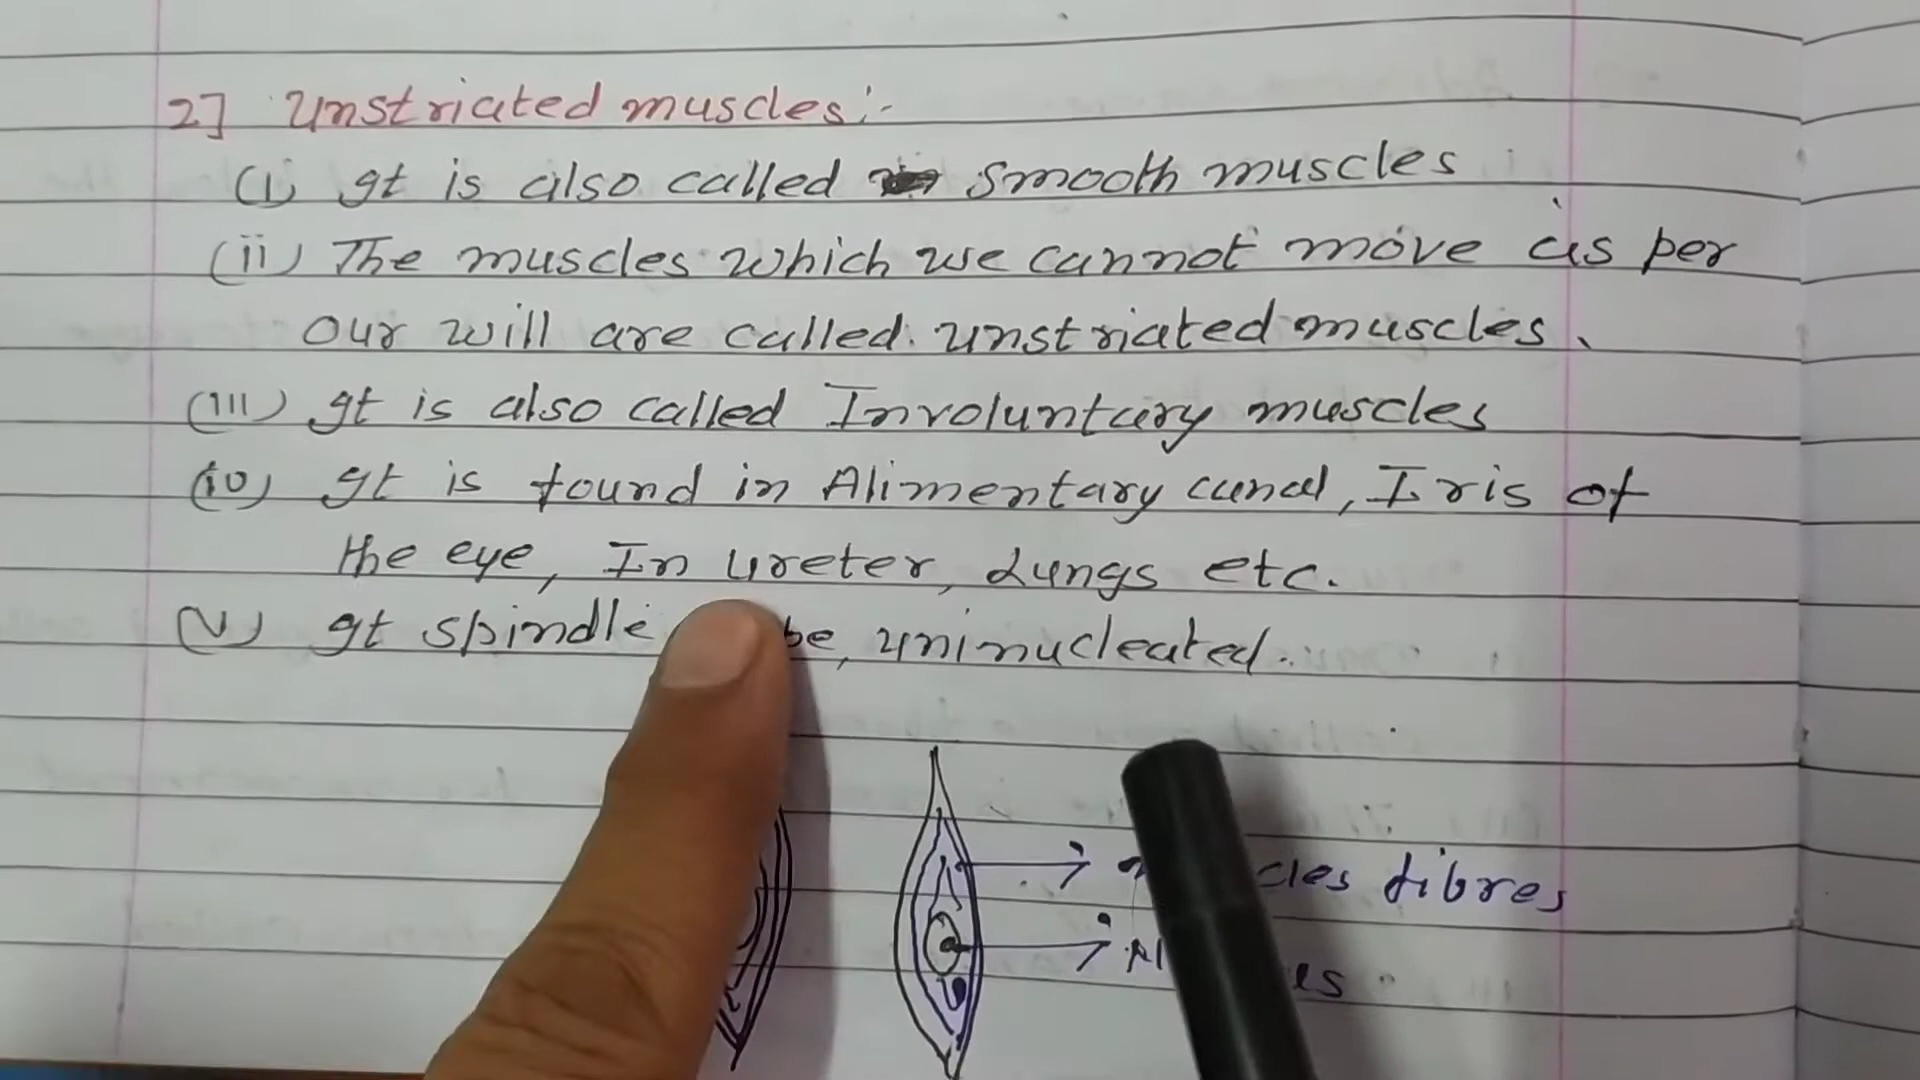 2] Unstriated muscles:-
(i) It is also called smooth muscles
(ii) The muscles which we cannot move as per
Our will are called unstriated muscles.
(iii) It is also called Involuntary muscles
(iv) It is found in Alimentary canal, Iris of
the eye, In Ureter, Lungs etc.
(v) It spindle be, uninucleated.
cles fibres